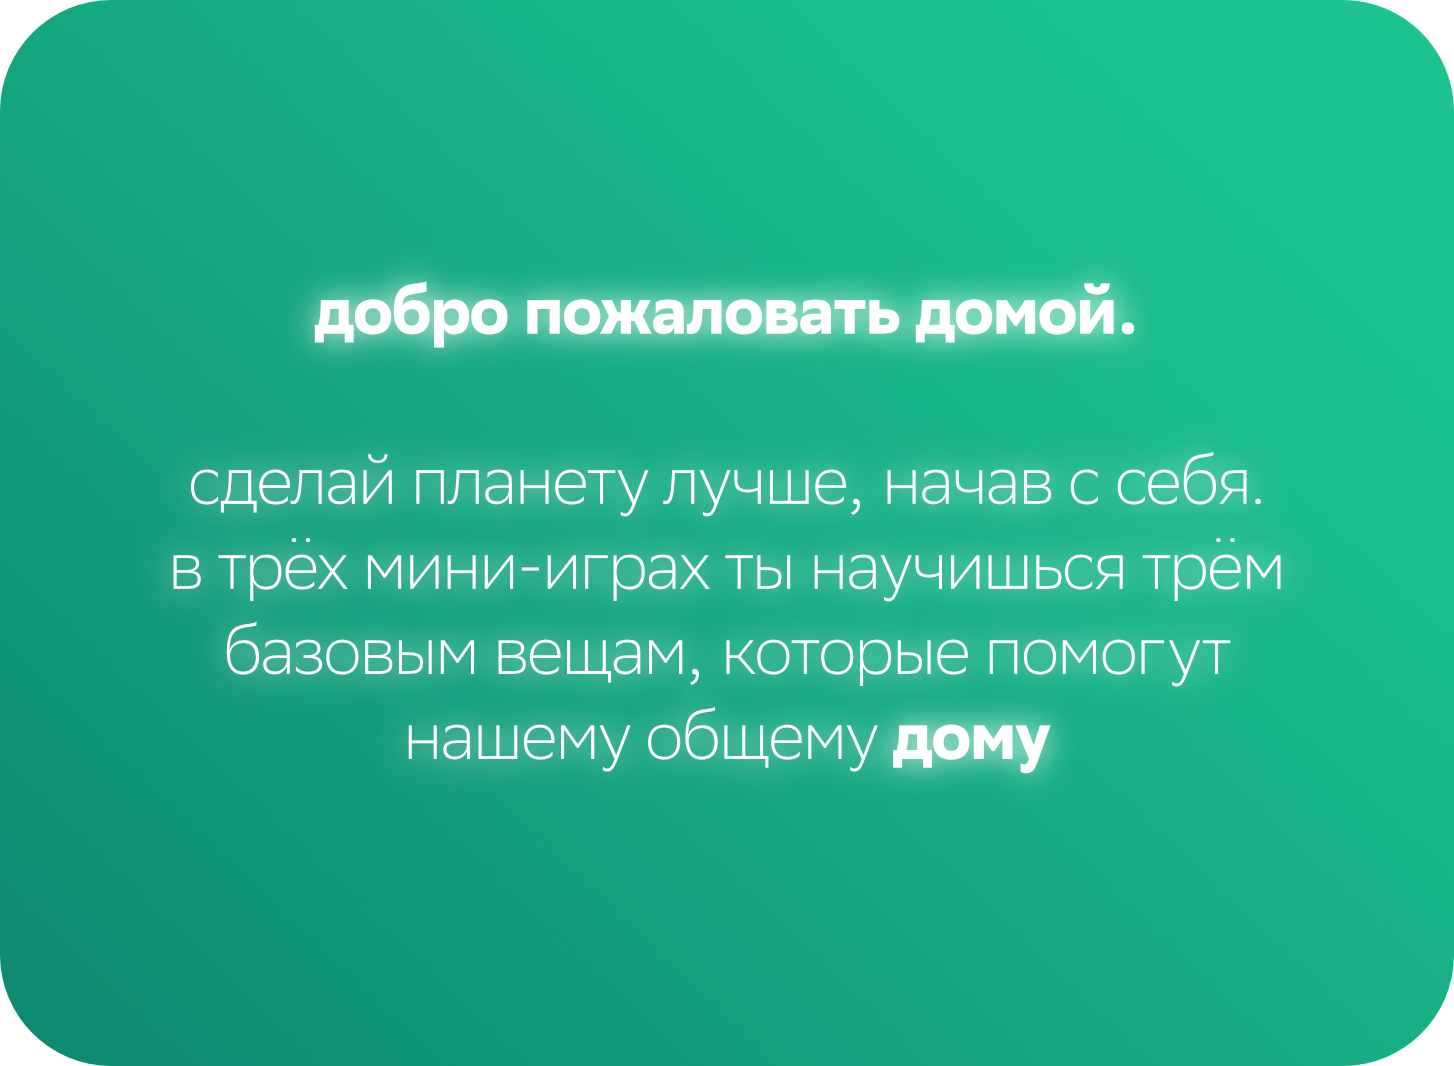 добро пожаловать домой.
сделай планету лучше, начав с себя.
в трёх мини-играх ты научишься трём
базовым вещам, которые помогут
нашему общему дому